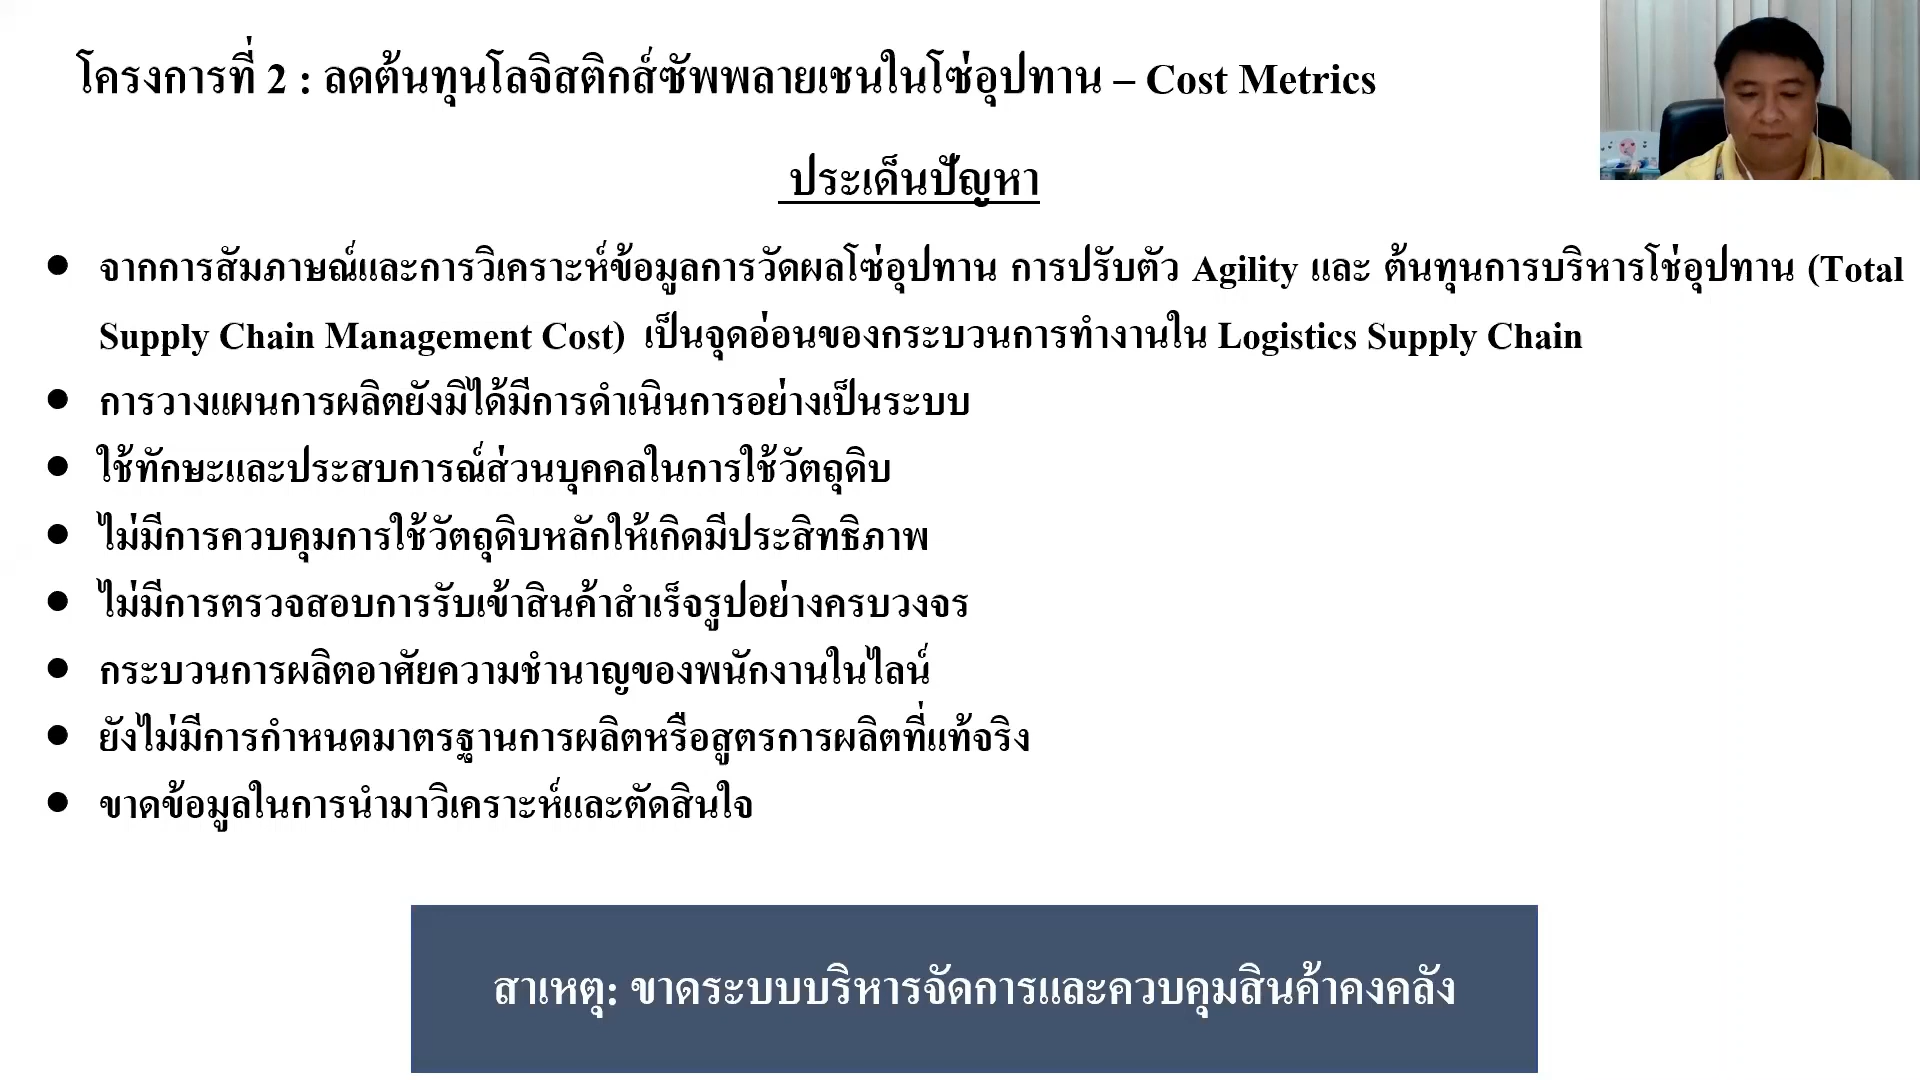 โครงการที่ 2 : ลดต้นทุนโลจิสติกส์ซัพพลายเชนในโซ่อุปทาน – Cost Metrics
ประเด็นปัญหา
● จากการสัมภาษณ์และการวิเคราะห์ข้อมูลการวัดผลโซ่อุปทาน การปรับตัว Agility และ ต้นทุนการบริหารโซ่อุปทาน (Total
Supply Chain Management Cost) เป็นจุดอ่อนของกระบวนการทำงานใน Logistics Supply Chain
● การวางแผนการผลิตยังมิได้มีการดำเนินการอย่างเป็นระบบ
● ใช้ทักษะและประสบการณ์ส่วนบุคคลในการใช้วัตถุดิบ
● ไม่มีการควบคุมการใช้วัตถุดิบหลักให้เกิดมีประสิทธิภาพ
● ไม่มีการตรวจสอบการรับเข้าสินค้าสำเร็จรูปอย่างครบวงจร
● กระบวนการผลิตอาศัยความชำนาญของพนักงานในไลน์
● ยังไม่มีการกำหนดมาตรฐานการผลิตหรือสูตรการผลิตที่แท้จริง
● ขาดข้อมูลในการนำมาวิเคราะห์และตัดสินใจ
สาเหตุ: ขาดระบบบริหารจัดการและควบคุมสินค้าคงคลัง